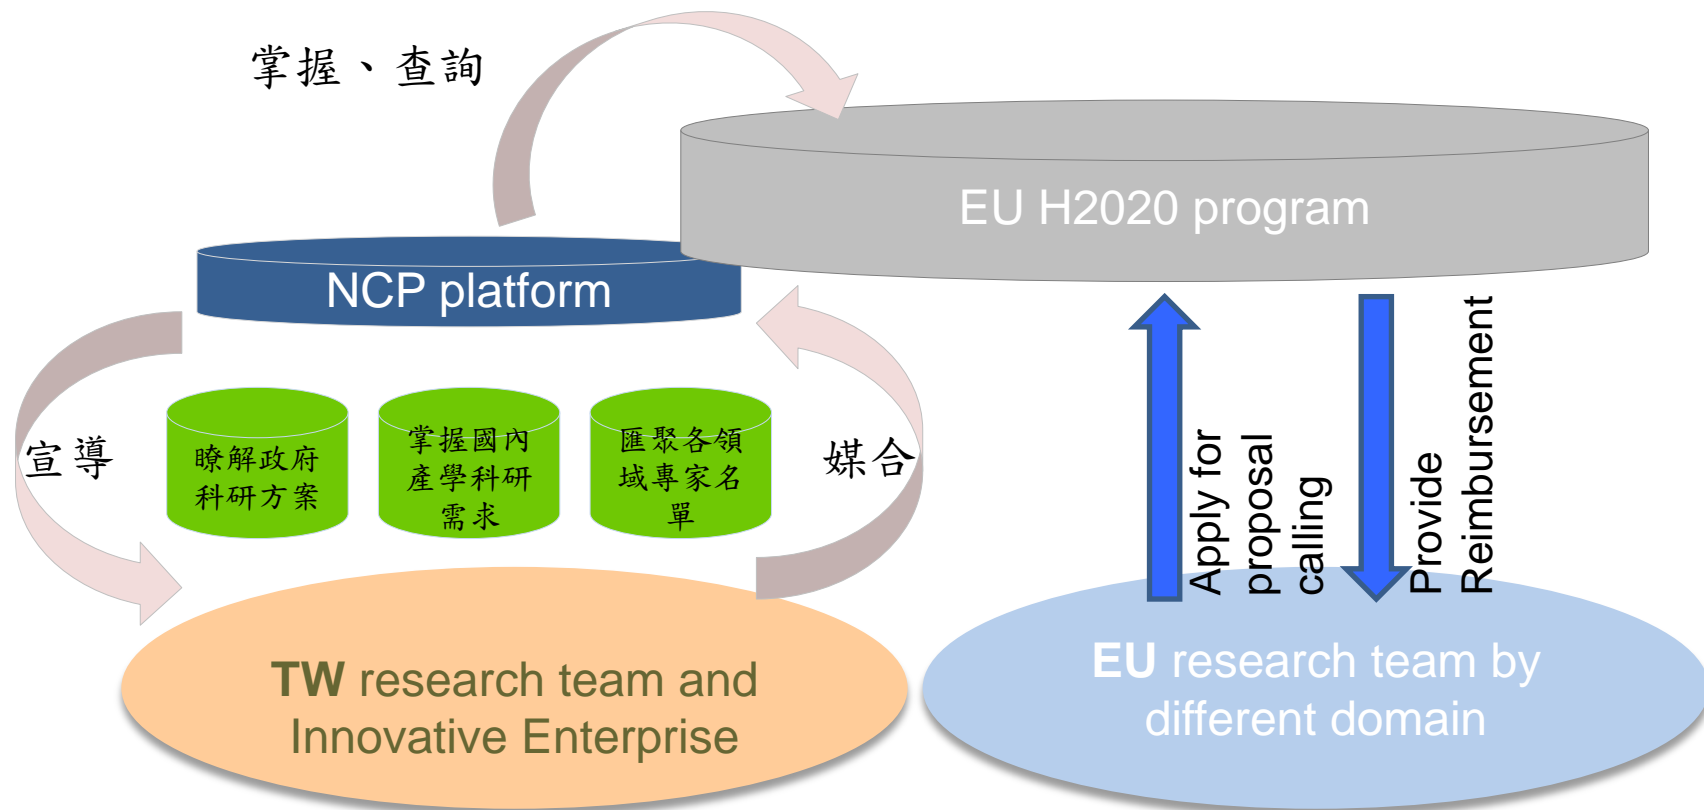 掌握、查詢
EU H2020 program
NCP platform
宣導
瞭解政府
科研方案
掌握國內
產學科研
需求
匯聚各領
域專家名
單
媒合
Apply for
proposal
calling
Provide
Reimbursement
TW research team and
Innovative Enterprise
EU research team by
different domain